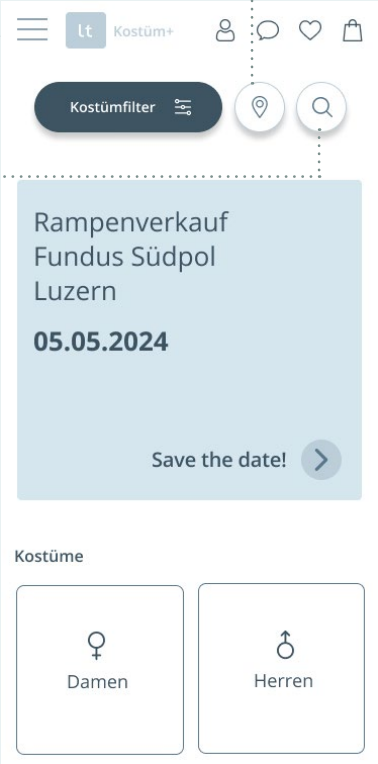 lt Kostüm+
Kostümfilter
Rampenverkauf
Fundus Südpol
Luzern
05.05.2024
Save the date!
Kostüme
Damen
Herren